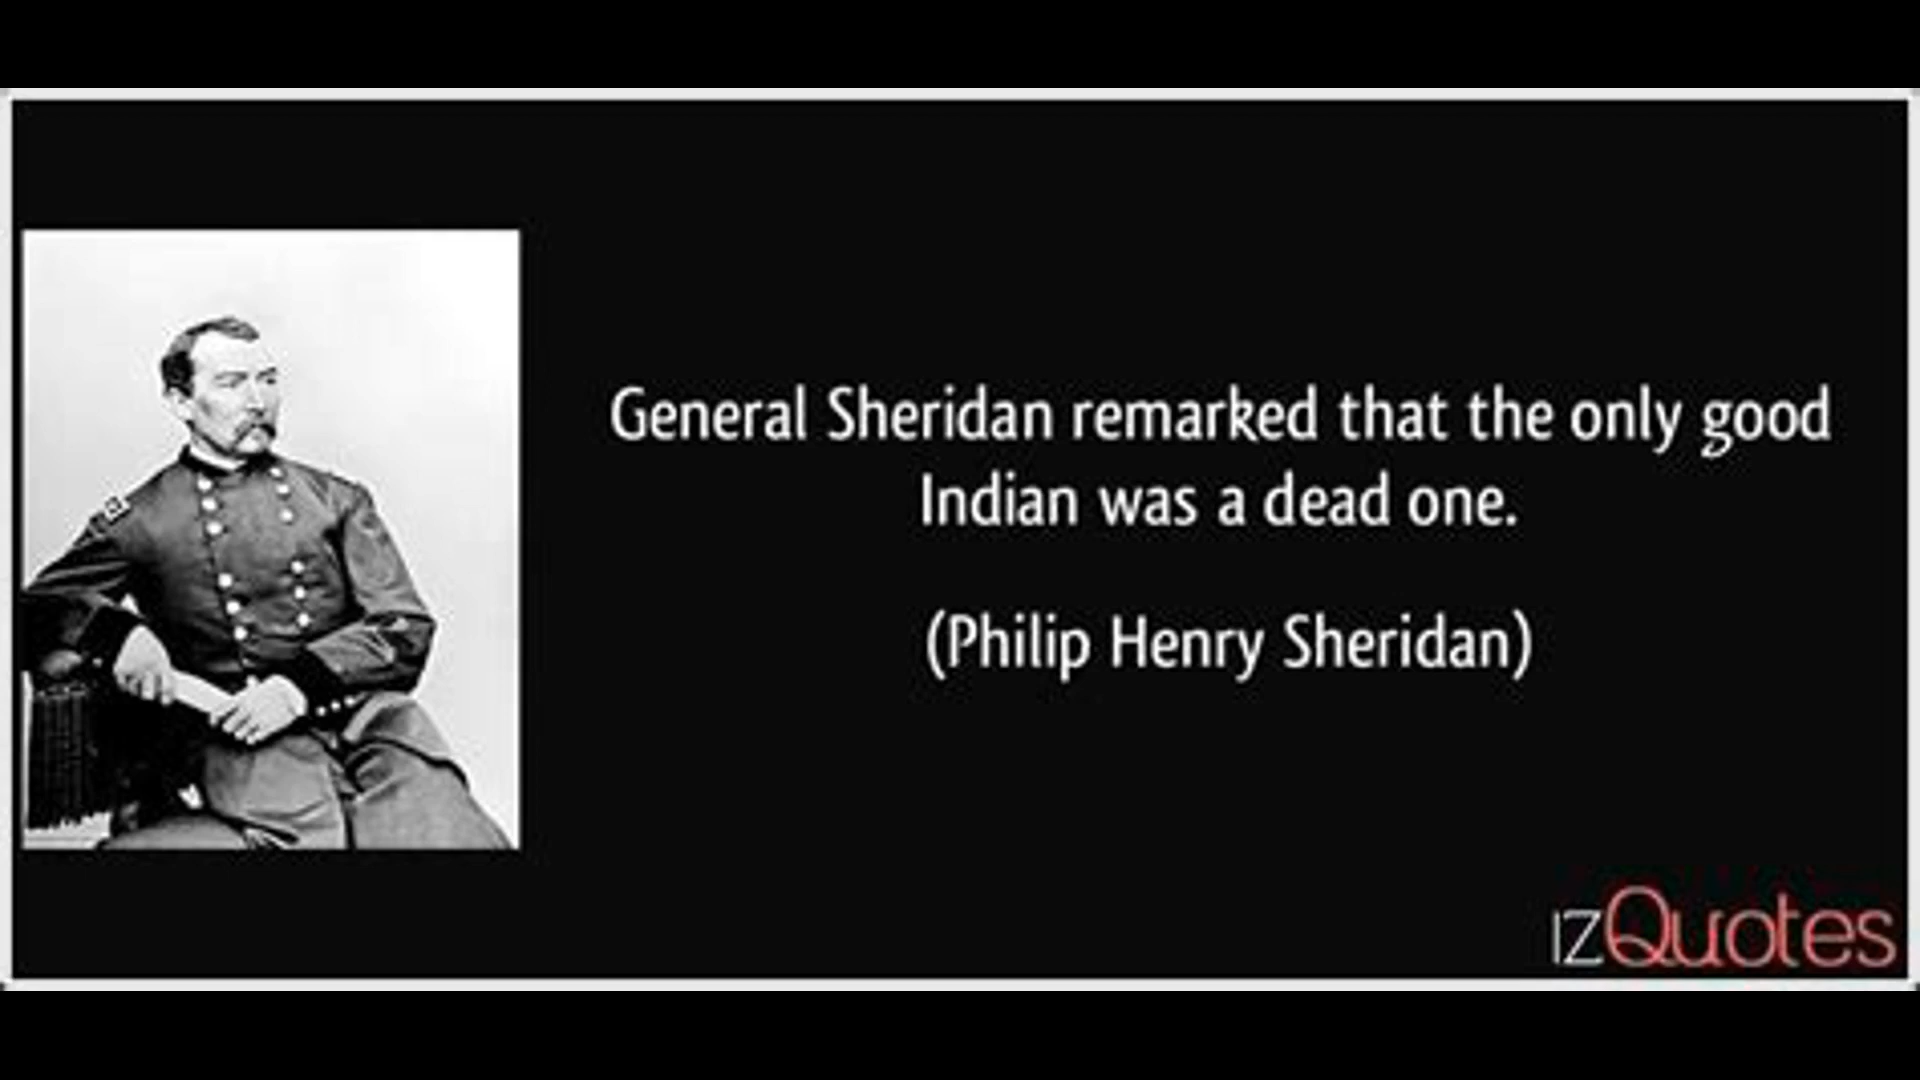 General Sheridan remarked that the only good
Indian was a dead one.
(Philip Henry Sheridan)
IZQuotes